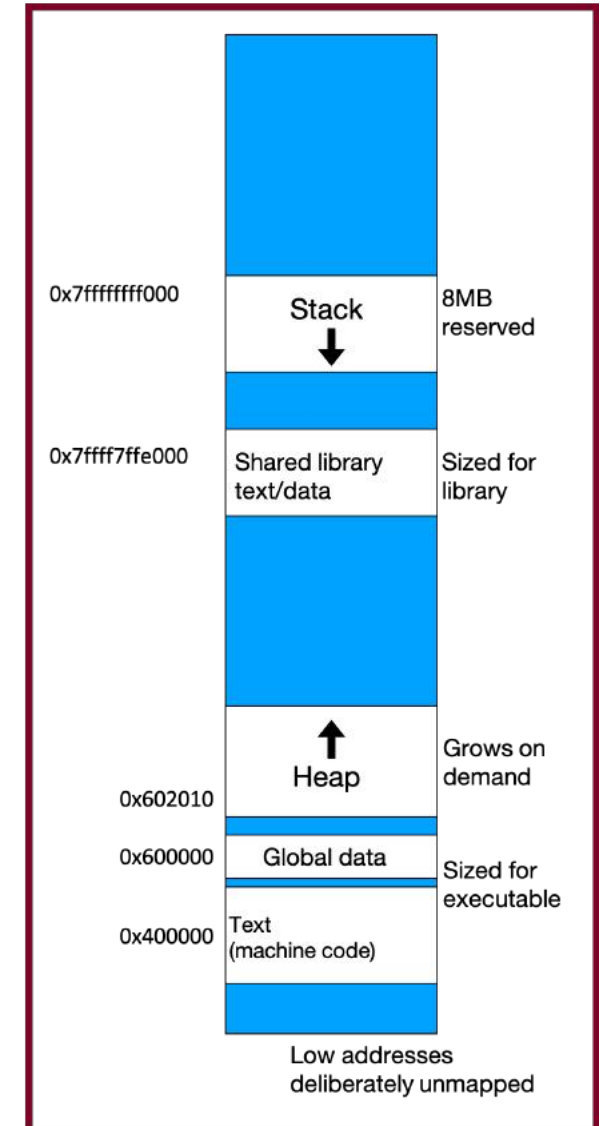 0x7ffffffff000
Stack
8MB
reserved
0x7ffff7ffe000
Shared library
text/data
Sized for
library
Heap
Grows on
demand
0x602010
0x600000
Global data
Sized for
executable
0x400000
Text
(machine code)
Low addresses
deliberately unmapped